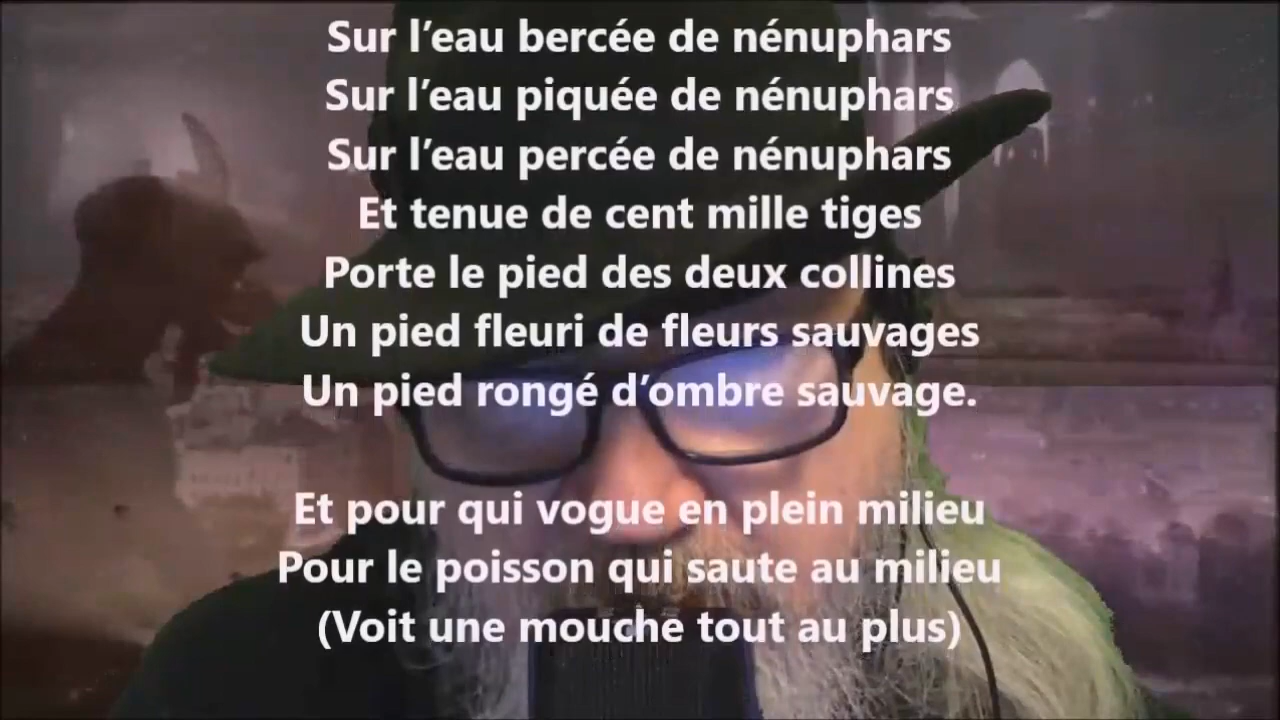 Sur l’eau bercée de nénuphars
Sur l’eau piquée de nénuphars
Sur l’eau percée de nénuphars
Et tenue de cent mille tiges
Porte le pied des deux collines
Un pied fleuri de fleurs sauvages
Un pied rongé d’ombre sauvage.
Et pour qui vogue en plein milieu
Pour le poisson qui saute au milieu
(Voit une mouche tout au plus)